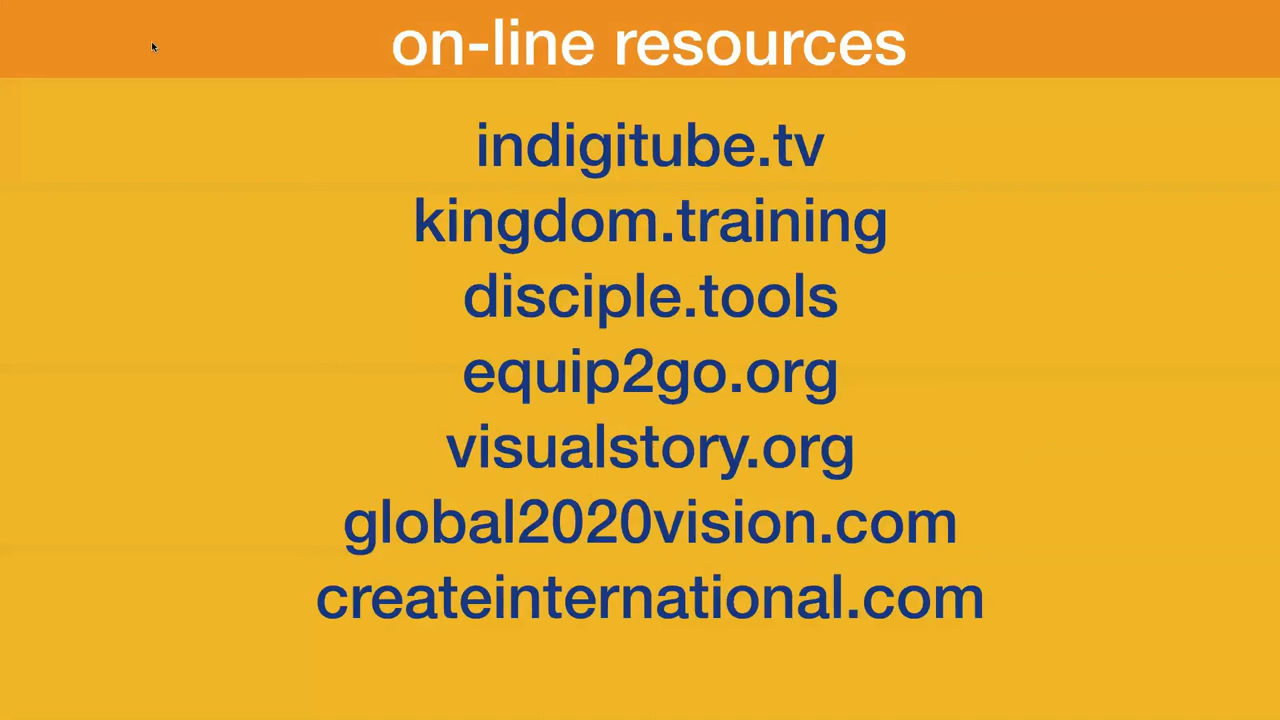 on-line resources
indigitube.tv
kingdom.training
disciple.tools
equip2go.org
visualstory.org
global2020vision.com
createinternational.com